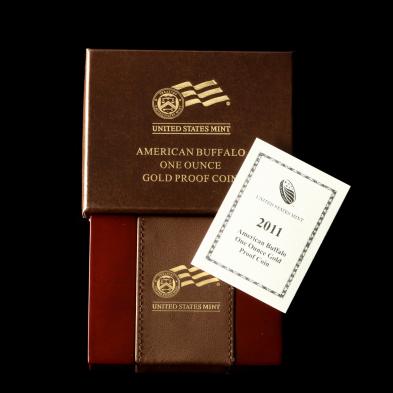 UNITED STATES MINT
AMERICAN BUFFALO
ONE OUNCE
GOLD PROOF COIN
UNITED STATES MINT
2011
American Buffalo
One Ounce Gold
Proof Coin
UNITED STATES MINT